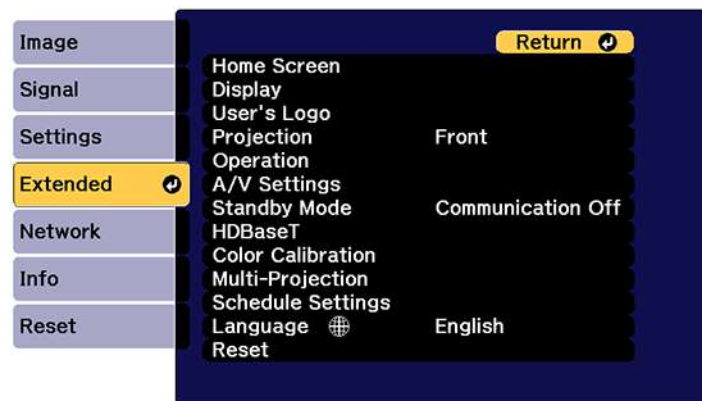 Image
Signal
Settings
Extended
Network
Info
Reset
Return
Home Screen
Display
User's Logo
Projection Front
Operation
A/V Settings
Standby Mode Communication Off
HDBaseT
Color Calibration
Multi-Projection
Schedule Settings
Language English
Reset